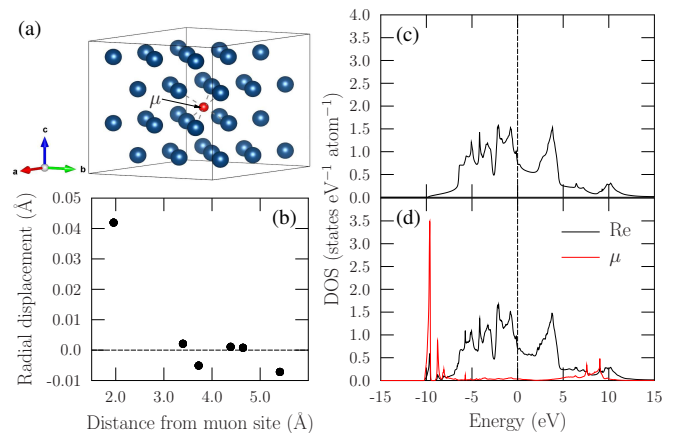 (a)
μ
c
a
b
(b)
Radial displacement (Å)
0.05
0.04
0.03
0.02
0.01
0.0
-0.01
2.0 3.0 4.0 5.0
Distance from muon site (Å)
(c)
DOS (states eV⁻¹ atom⁻¹)
4.0
3.5
3.0
2.5
2.0
1.5
1.0
0.5
0.0
(d)
Re
μ
3.5
3.0
2.5
2.0
1.5
1.0
0.5
0.0
-15 -10 -5 0 5 10 15
Energy (eV)